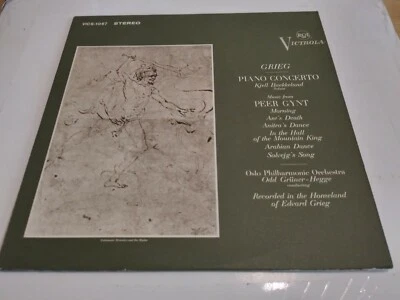 VICS-1067 STEREO
RCA
VICTROLA
GRIEG
PIANO CONCERTO
Kjell Baekkelund
Music from
PEER GYNT
Morning
Ase's Death
Anitra's Dance
In the Hall
of the Mountain King
Arabian Dance
Solvejg's Song
Oslo Philharmonic Orchestra
Odd Grüner-Hegge
conducting
Recorded in the Homeland
of Edvard Grieg